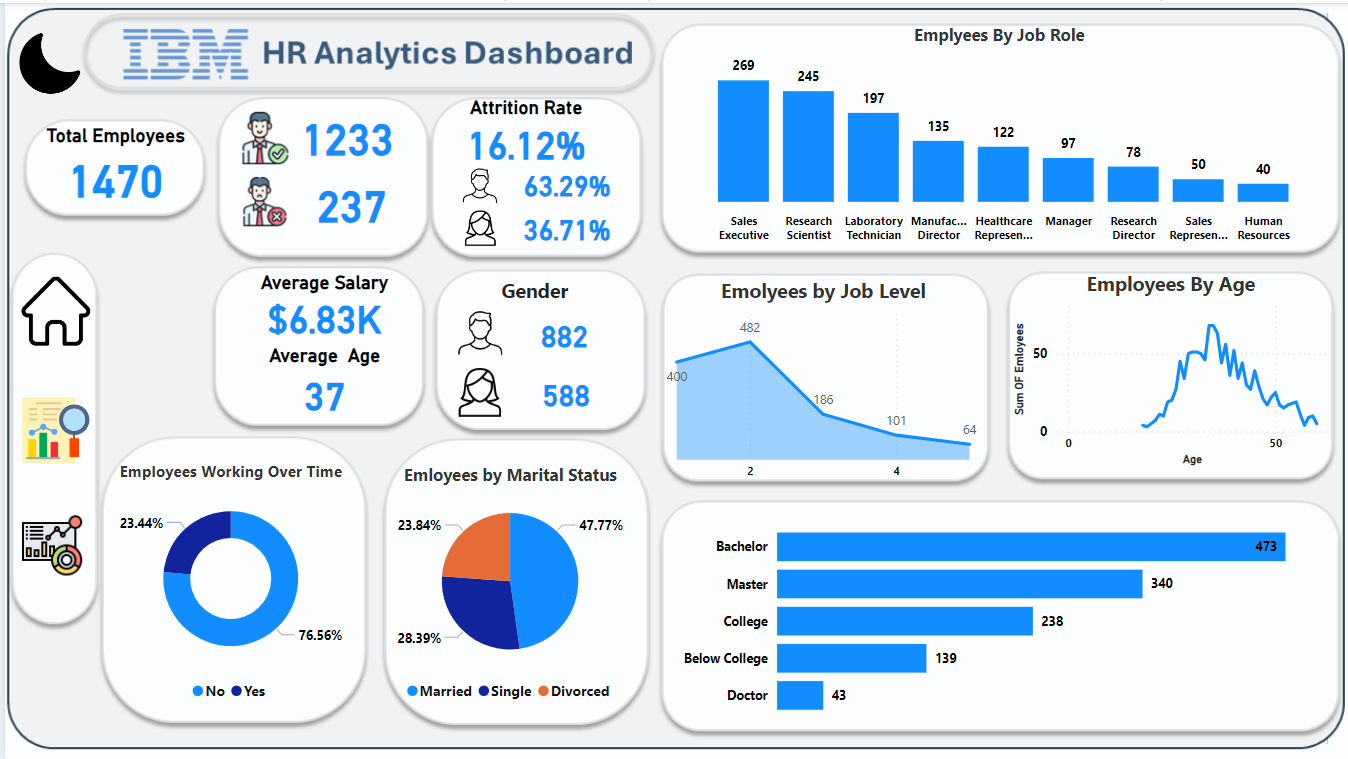 IBM HR Analytics Dashboard
Total Employees
1470
1233
237
Attrition Rate
16.12%
63.29%
36.71%
Average Salary
$6.83K
Average Age
37
Gender
882
588
Emplyees By Job Role
269
245
197
135
122
97
78
50
40
Sales
Executive
Research
Scientist
Laboratory
Technician
Manufac...
Director
Healthcare
Represen...
Manager
Research
Director
Sales
Represen...
Human
Resources
Emolyees by Job Level
400
482
186
101
64
2
4
Employees By Age
Sum OF Emloyees
50
0
0
50
Age
Employees Working Over Time
23.44%
76.56%
No
Yes
Emloyees by Marital Status
23.84%
47.77%
28.39%
Married
Single
Divorced
Bachelor
473
Master
340
College
238
Below College
139
Doctor
43